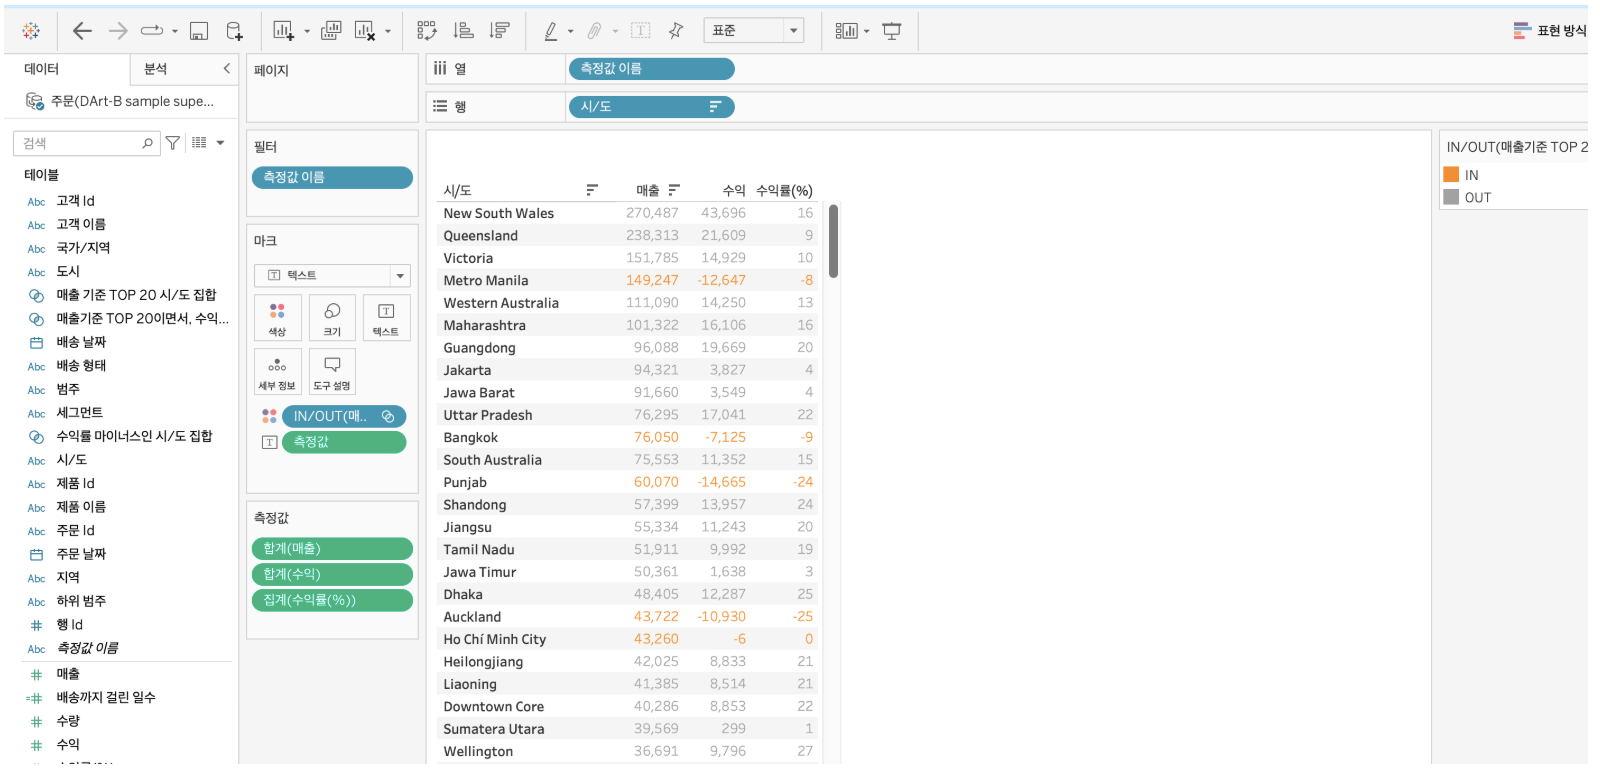 표준
표현 방식
데이터
분석
주문(DArt-B sample supe...
검색
테이블
Abc 고객 Id
Abc 고객 이름
Abc 국가/지역
Abc 도시
매출 기준 TOP 20 시/도 집합
매출기준 TOP 20이면서, 수익...
배송 날짜
Abc 배송 형태
Abc 범주
Abc 세그먼트
수익률 마이너스인 시/도 집합
Abc 시/도
Abc 제품 Id
Abc 제품 이름
Abc 주문 Id
주문 날짜
Abc 지역
Abc 하위 범주
# 행 Id
Abc 측정값 이름
# 매출
=# 배송까지 걸린 일수
# 수량
# 수익
페이지
필터
측정값 이름
마크
T 텍스트
색상
크기
T 텍스트
세부 정보
도구 설명
IN/OUT(매..
T 측정값
측정값
합계(매출)
합계(수익)
집계(수익률(%))
열
측정값 이름
행
시/도
시/도 매출 수익 수익률(%)
New South Wales 270,487 43,696 16
Queensland 238,313 21,609 9
Victoria 151,785 14,929 10
Metro Manila 149,247 -12,647 -8
Western Australia 111,090 14,250 13
Maharashtra 101,322 16,106 16
Guangdong 96,088 19,669 20
Jakarta 94,321 3,827 4
Jawa Barat 91,660 3,549 4
Uttar Pradesh 76,295 17,041 22
Bangkok 76,050 -7,125 -9
South Australia 75,553 11,352 15
Punjab 60,070 -14,665 -24
Shandong 57,399 13,957 24
Jiangsu 55,334 11,243 20
Tamil Nadu 51,911 9,992 19
Jawa Timur 50,361 1,638 3
Dhaka 48,405 12,287 25
Auckland 43,722 -10,930 -25
Ho Chí Minh City 43,260 -6 0
Heilongjiang 42,025 8,833 21
Liaoning 41,385 8,514 21
Downtown Core 40,286 8,853 22
Sumatera Utara 39,569 299 1
Wellington 36,691 9,796 27
IN/OUT(매출기준 TOP 2
IN
OUT